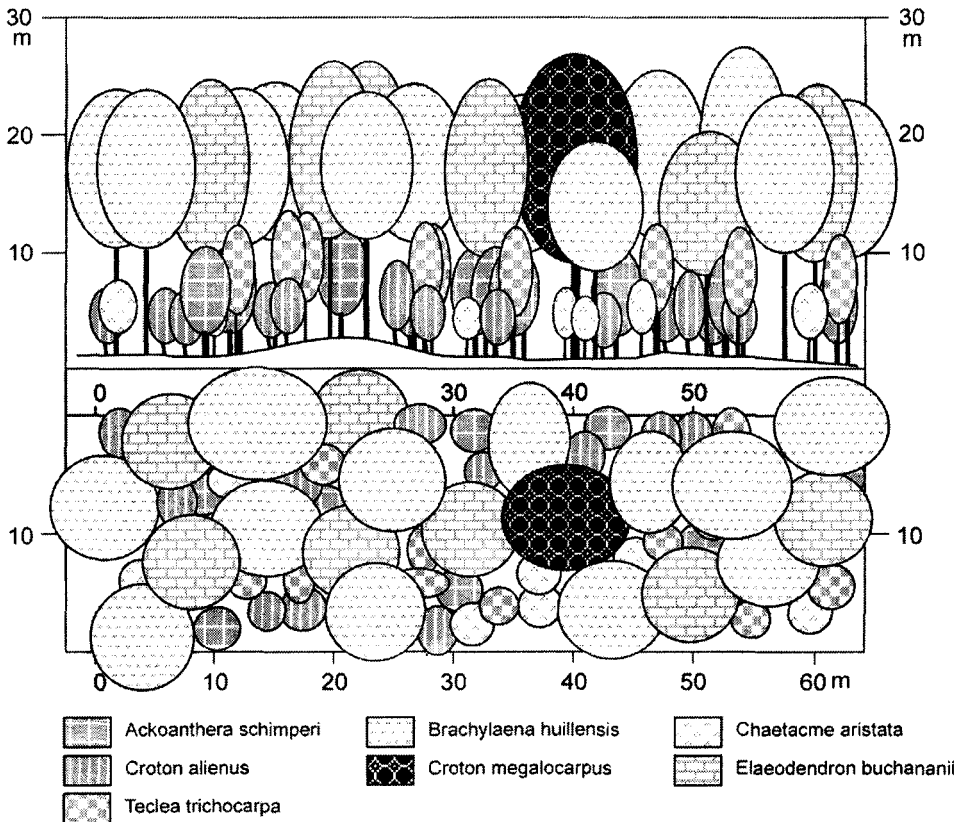 30 30
m m
20 20
10 10
0 30 40 50
10 10
0 10 20 30 40 50 60 m
Ackoanthera schimperi Brachylaena huillensis Chaetacme aristata
Croton alienus Croton megalocarpus Elaeodendron buchananii
Teclea trichocarpa